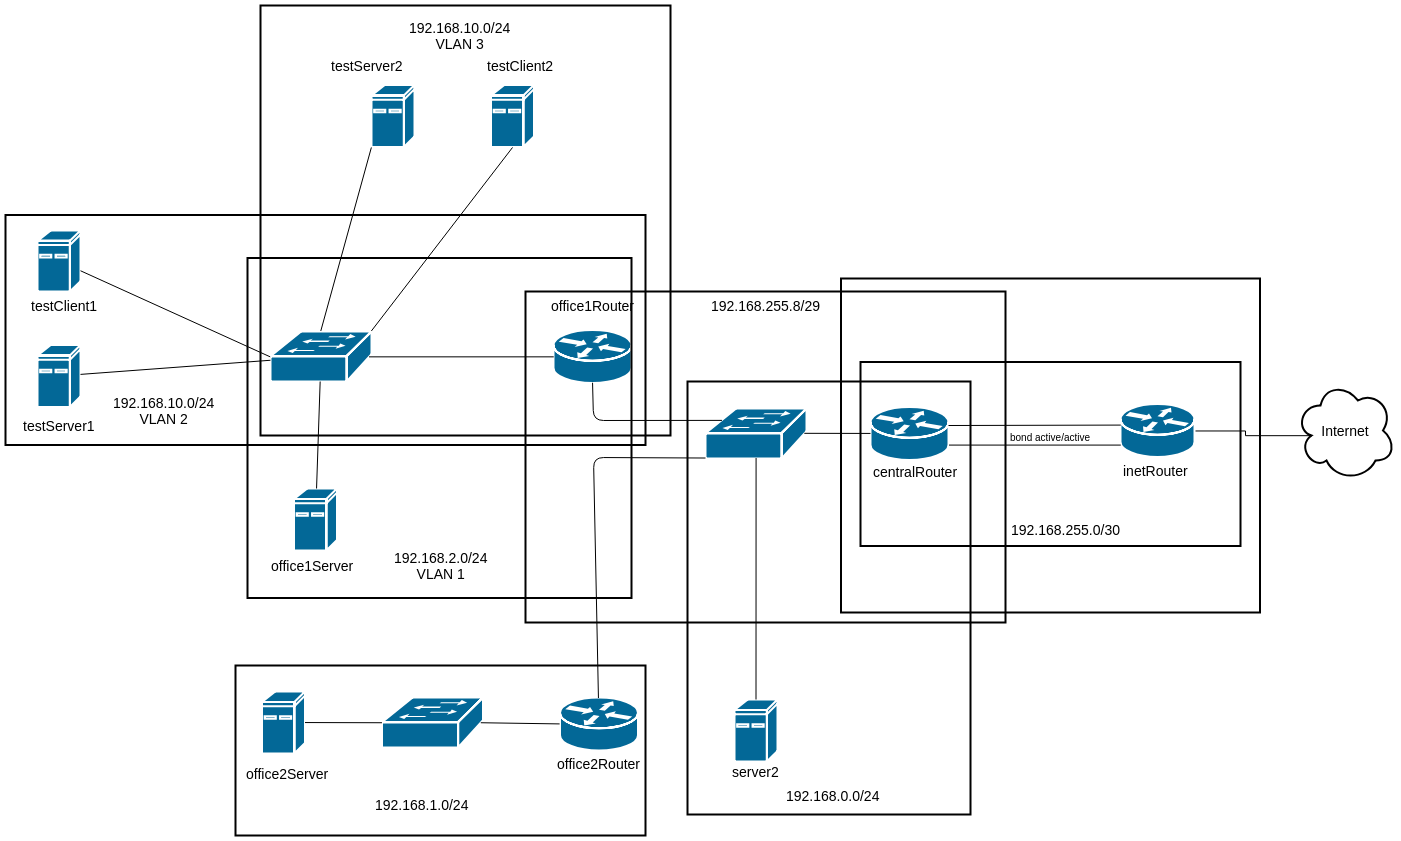 192.168.10.0/24
VLAN 3
testServer2
testClient2
testClient1
office1Router
192.168.255.8/29
192.168.10.0/24
VLAN 2
testServer1
bond active/active
Internet
centralRouter
inetRouter
192.168.255.0/30
office1Server
192.168.2.0/24
VLAN 1
office2Server
office2Router
server2
192.168.1.0/24
192.168.0.0/24